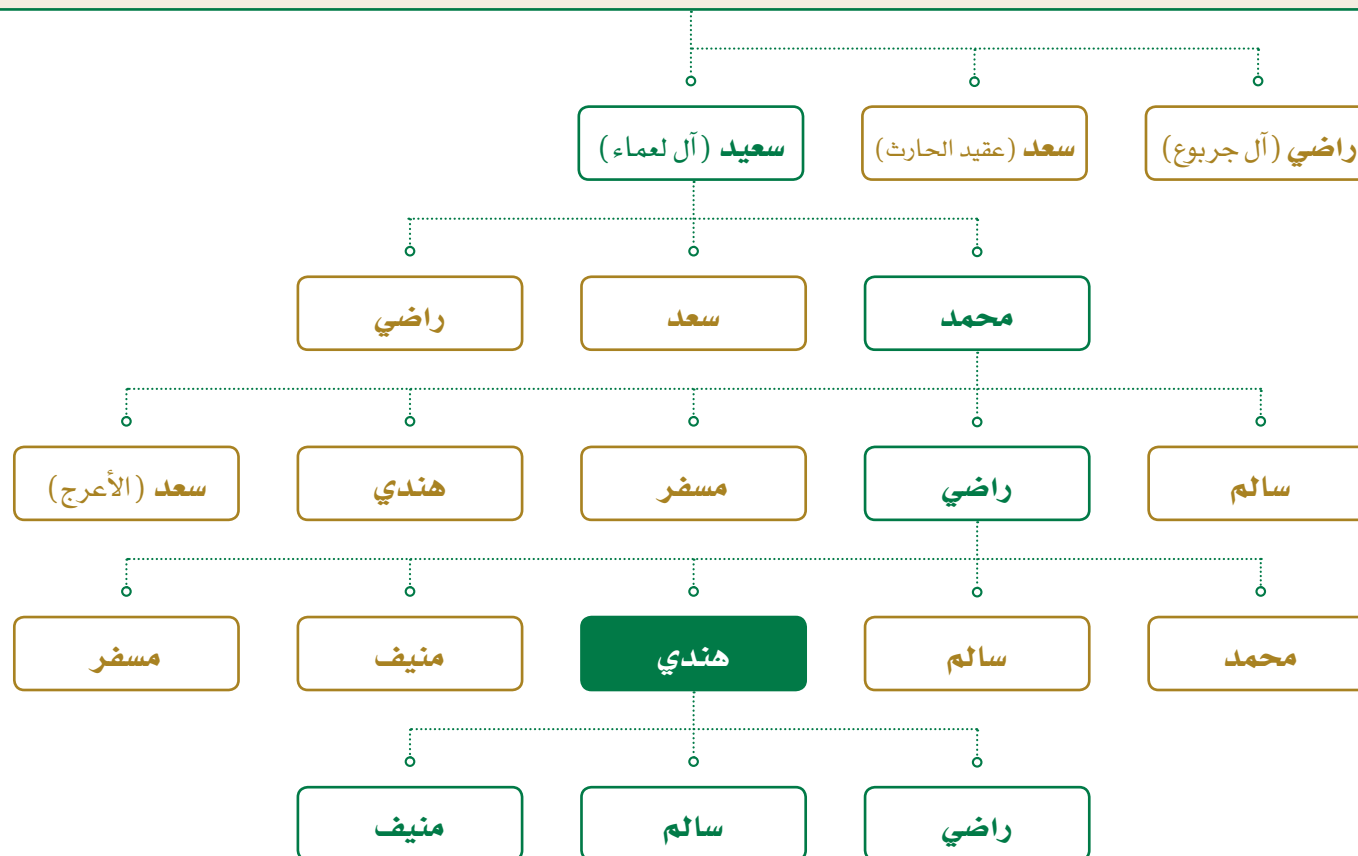 راضي (آل جربوع)
سعد (عقيد الحارث)
سعيد (آل لعماء)
محمد
سعد
راضي
سالم
راضي
مسفر
هندي
سعد (الأعرج)
محمد
سالم
هندي
منيف
مسفر
راضي
سالم
منيف